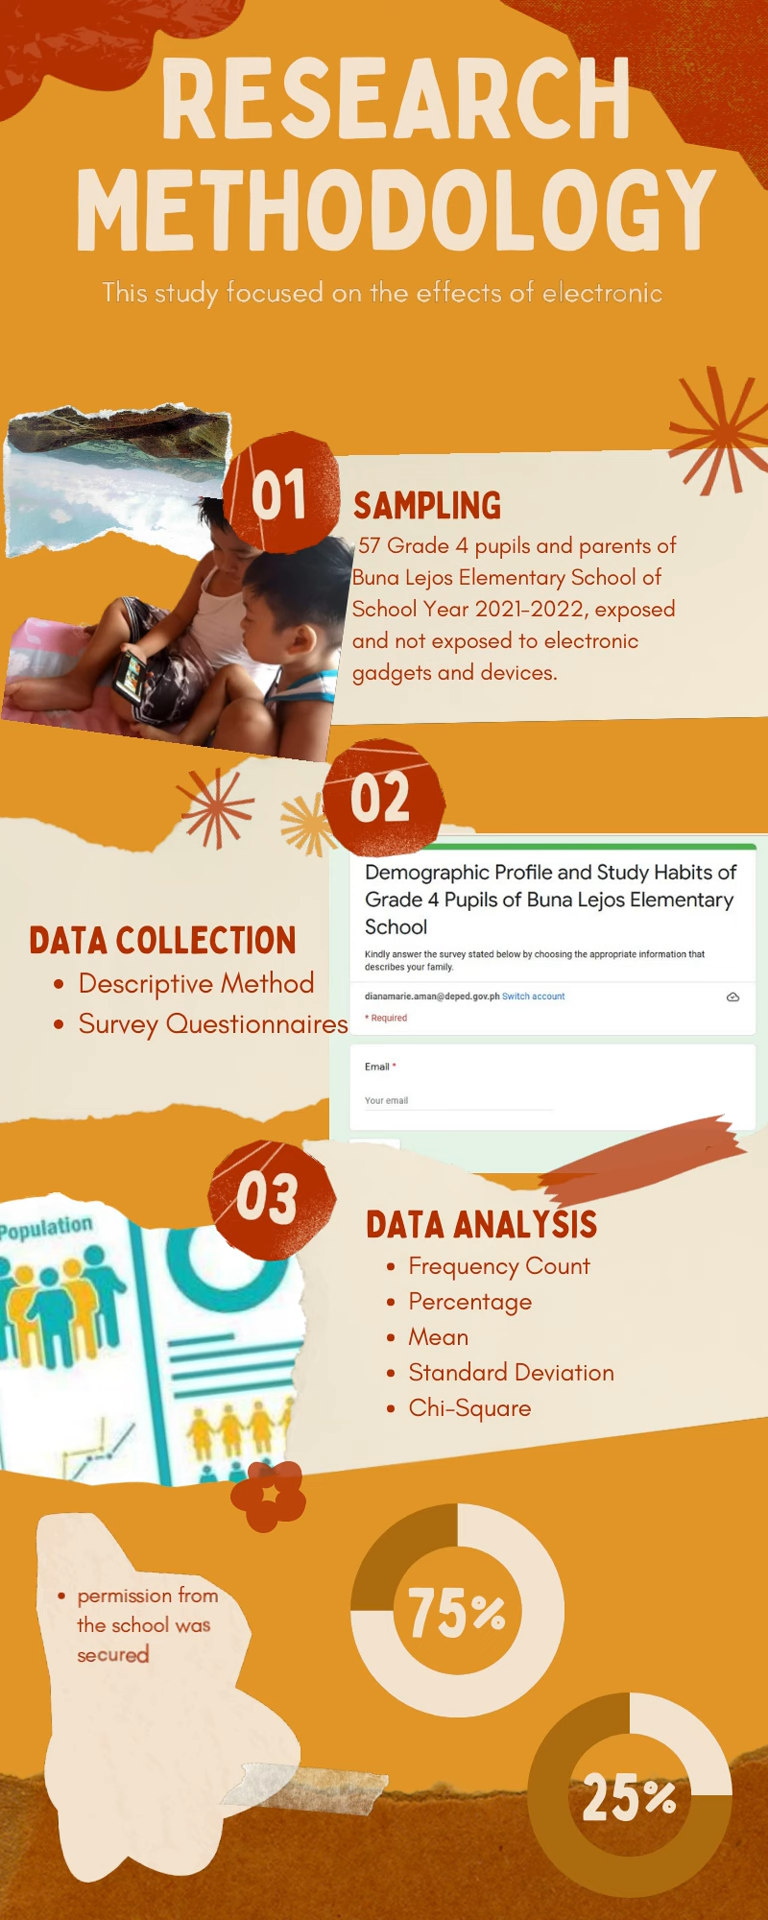 RESEARCH
METHODOLOGY
This study focused on the effects of electronic
01
SAMPLING
57 Grade 4 pupils and parents of
Buna Lejos Elementary School of
School Year 2021-2022, exposed
and not exposed to electronic
gadgets and devices.
02
DATA COLLECTION
• Descriptive Method
• Survey Questionnaires
Demographic Profile and Study Habits of
Grade 4 Pupils of Buna Lejos Elementary
School
Kindly answer the survey stated below by choosing the appropriate information that
describes your family.
dianamarie.aman@deped.gov.ph Switch account
* Required
Email *
Your email
03
Population
DATA ANALYSIS
• Frequency Count
• Percentage
• Mean
• Standard Deviation
• Chi-Square
• permission from
the school was
secured
75%
25%